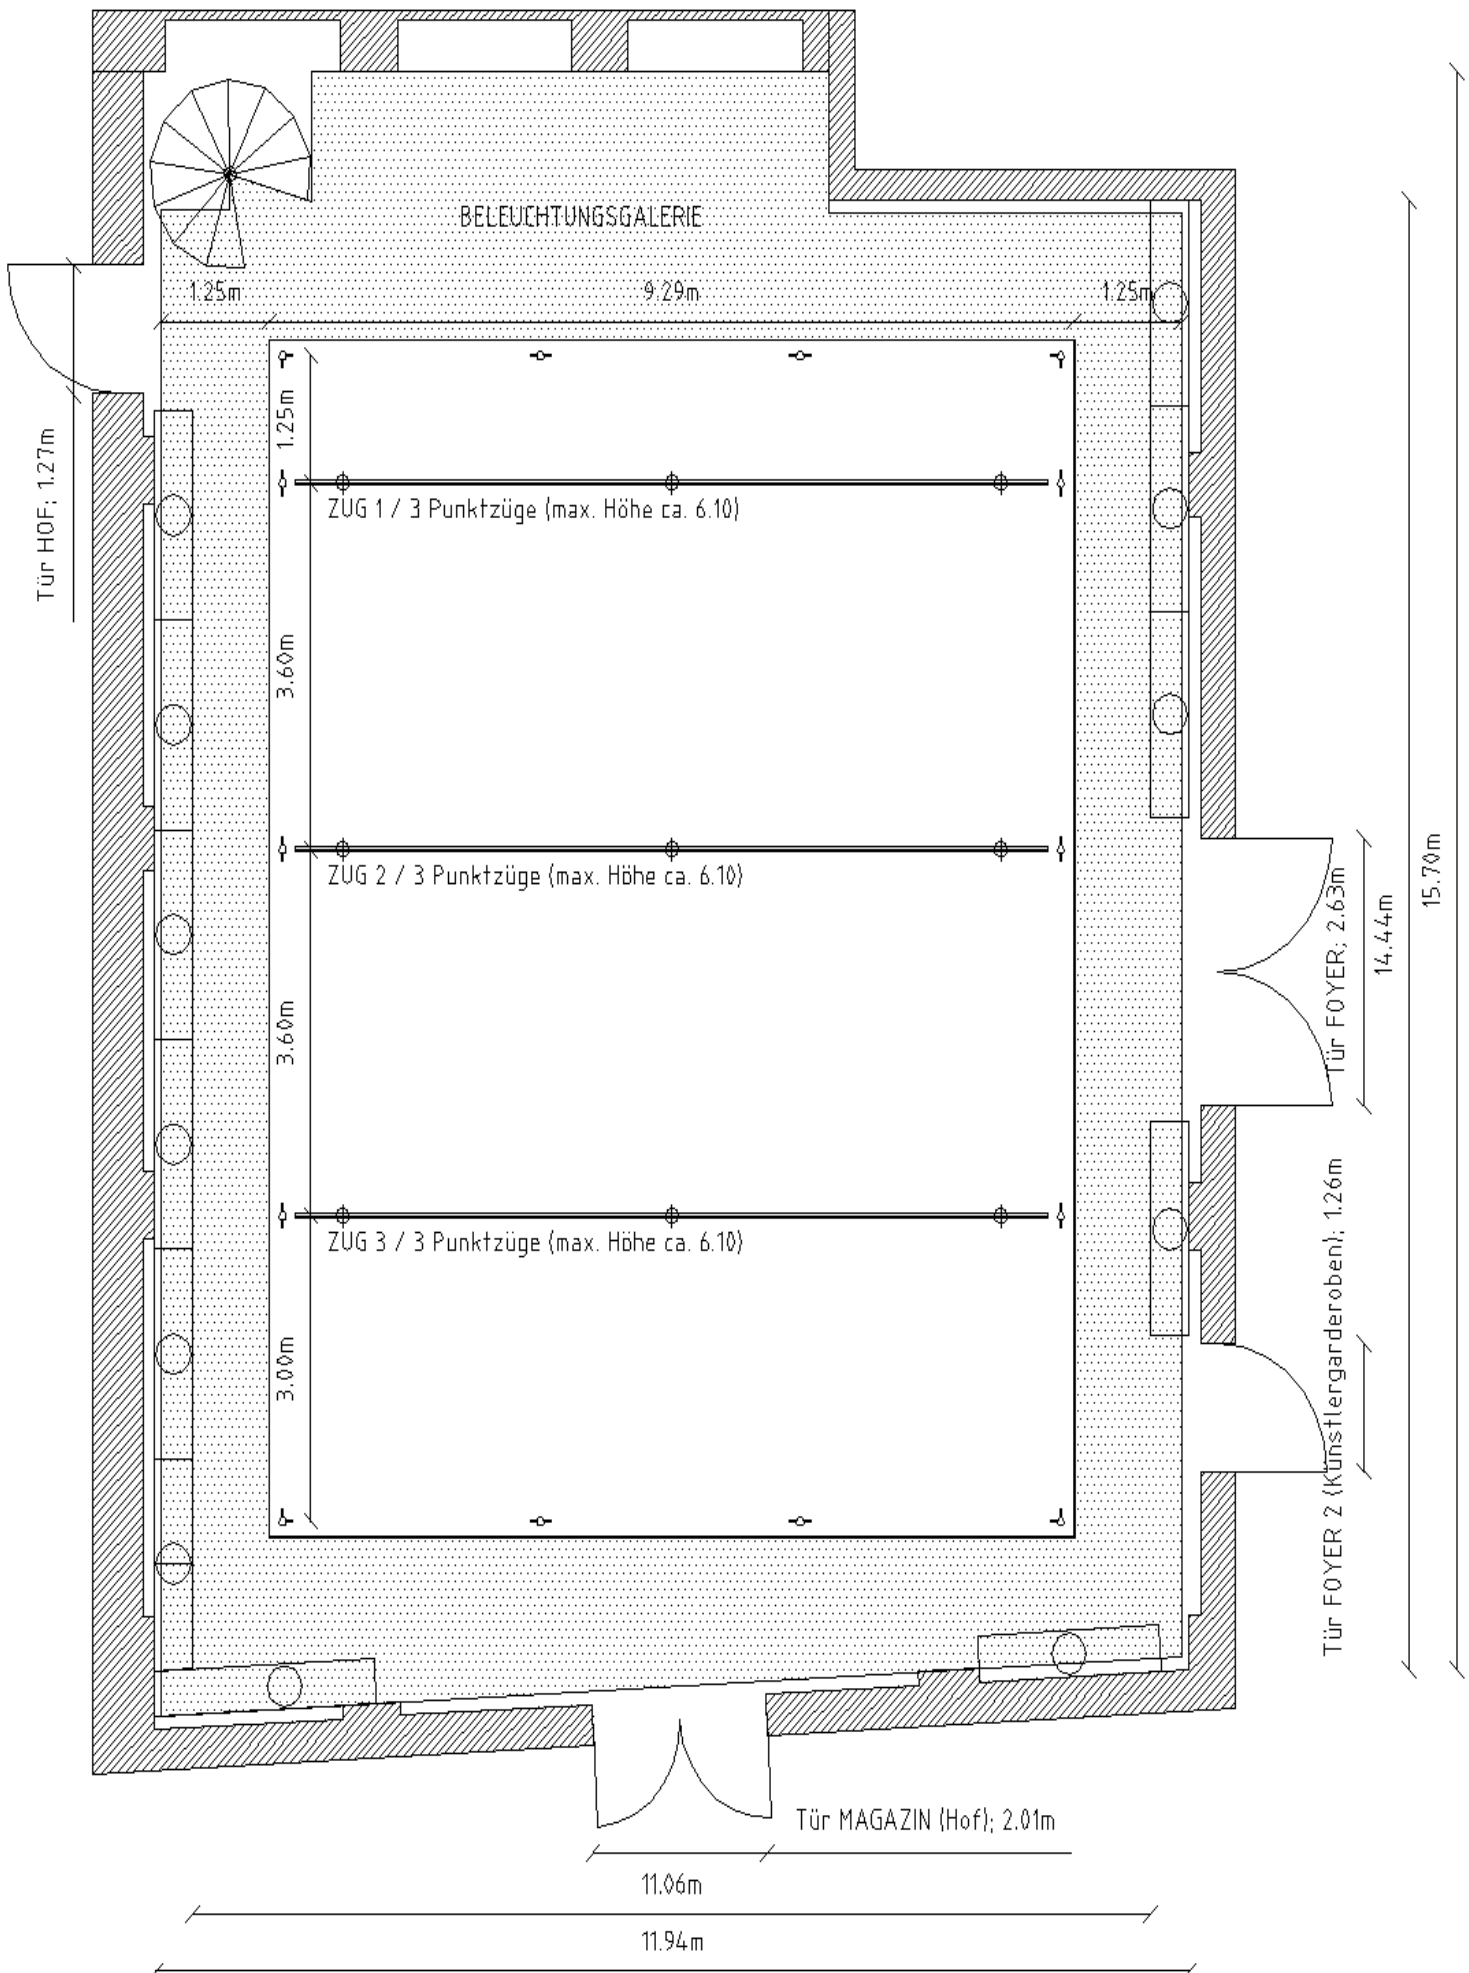 BELEUCHTUNGSGALERIE
1.25m
9.29m
1.25m
Tür HOF; 1.27m
1.25m
ZUG 1 / 3 Punktzüge (max. Höhe ca. 6.10)
3.60m
ZUG 2 / 3 Punktzüge (max. Höhe ca. 6.10)
3.60m
ZUG 3 / 3 Punktzüge (max. Höhe ca. 6.10)
3.00m
Tür FOYER; 2.63m
14.44m
15.70m
Tür FOYER 2 (Künstlergarderoben); 1.26m
Tür MAGAZIN (Hof); 2.01m
11.06m
11.94m